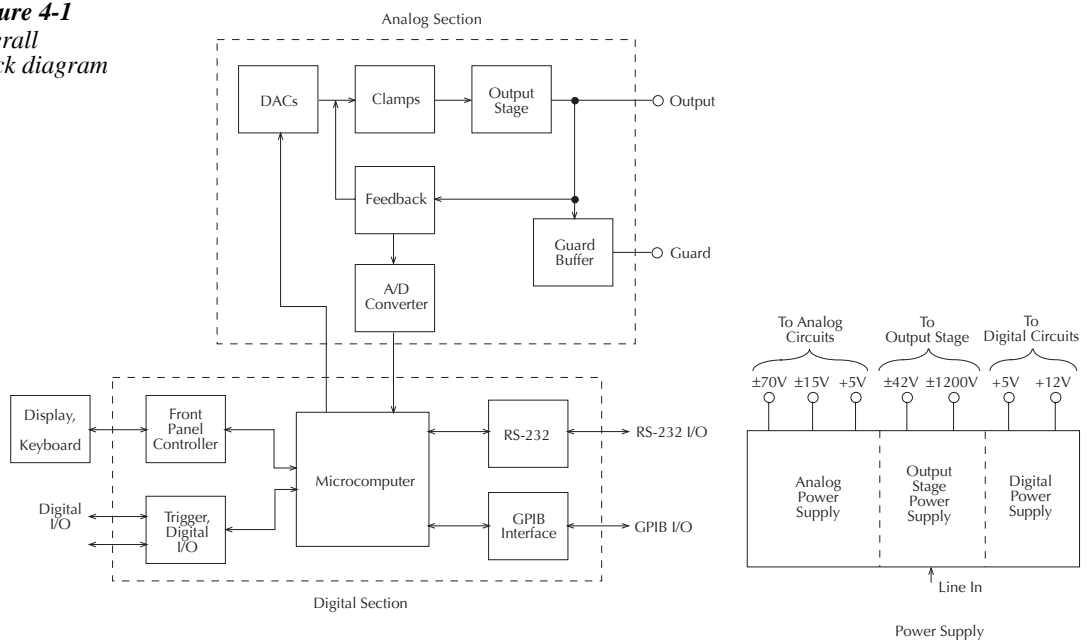 ure 4-1
erall
ck diagram
Analog Section
DACs
Clamps
Output
Stage
Output
Feedback
Guard
Buffer
Guard
A/D
Converter
Display,
Keyboard
Front
Panel
Controller
Microcomputer
RS-232
RS-232 I/O
Digital
I/O
Trigger,
Digital
I/O
GPIB
Interface
GPIB I/O
Digital Section
To Analog
Circuits
To
Output Stage
To
Digital Circuits
±70V ±15V +5V ±42V ±1200V +5V +12V
Analog
Power
Supply
Output
Stage
Power
Supply
Digital
Power
Supply
Line In
Power Supply